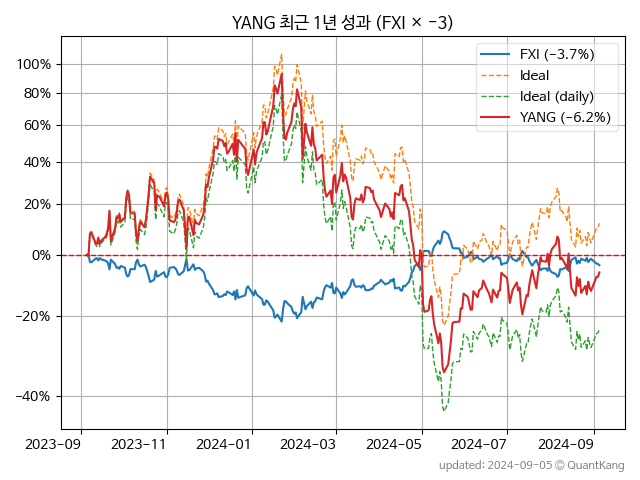 YANG 최근 1년 성과 (FXI × −3)
FXI (−3.7%)
Ideal
Ideal (daily)
YANG (−6.2%)
100%
80%
60%
40%
20%
0%
−20%
−40%
2023-09
2023-11
2024-01
2024-03
2024-05
2024-07
2024-09
updated: 2024-09-05 © QuantKang